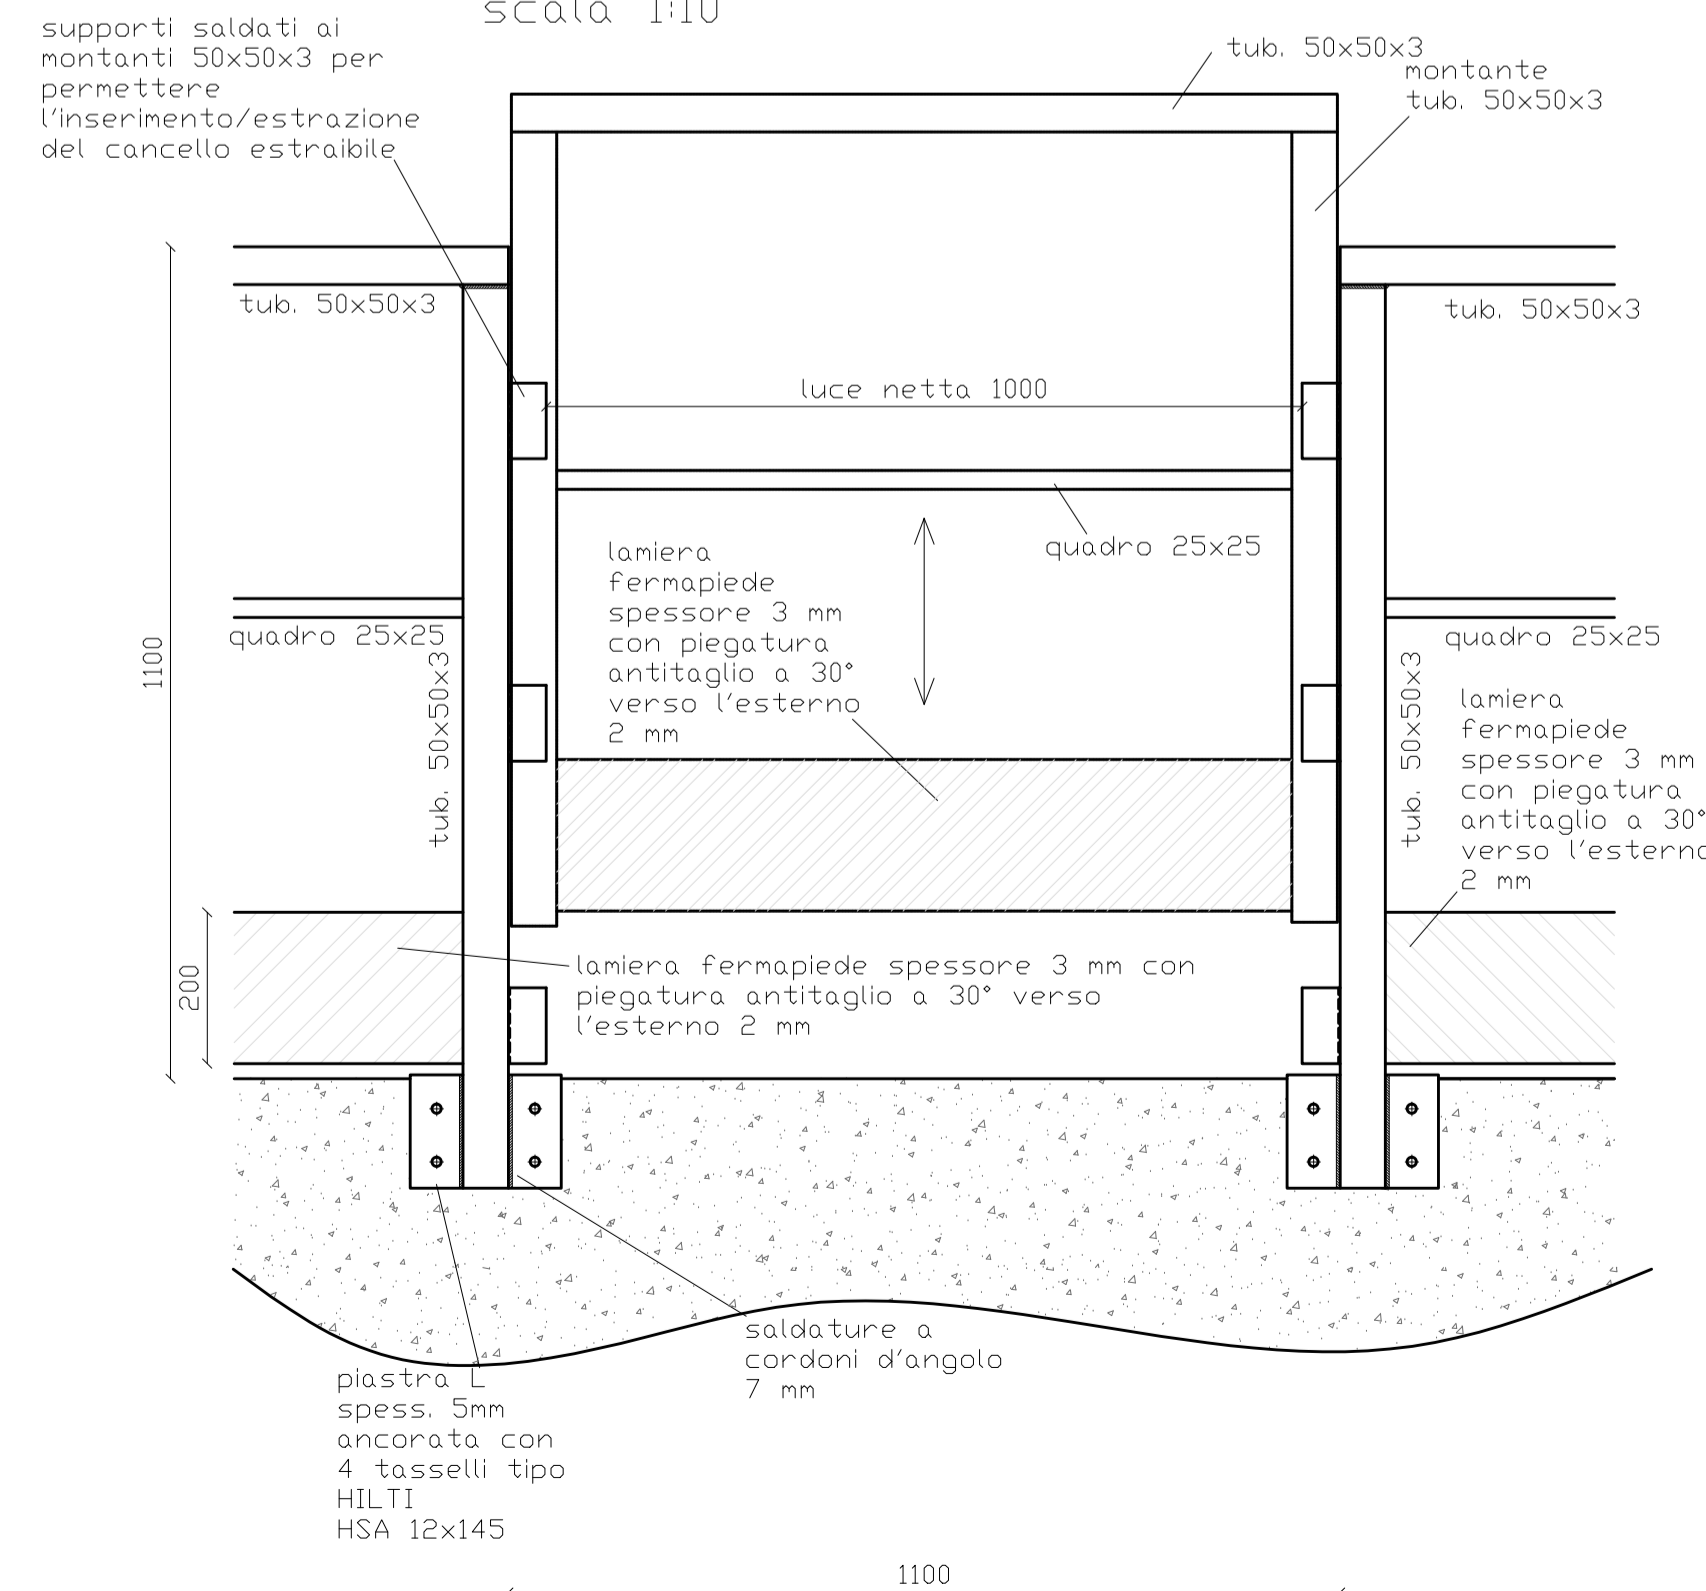 scala 1:10
supporti saldati ai
montanti 50x50x3 per
permettere
l'inserimento/estrazione
del cancello estraibile
tub. 50x50x3
montante
tub. 50x50x3
tub. 50x50x3
tub. 50x50x3
luce netta 1000
quadro 25x25
lamiera
fermapiede
spessore 3 mm
con piegatura
antitaglio a 30°
verso l'esterno
2 mm
quadro 25x25
quadro 25x25
1100
tub. 50x50x3
tub. 50x50x3
lamiera
fermapiede
spessore 3 mm
con piegatura
antitaglio a 30°
verso l'esterno
2 mm
200
lamiera fermapiede spessore 3 mm con
piegatura antitaglio a 30° verso
l'esterno 2 mm
saldature a
cordoni d'angolo
7 mm
piastra L
spess. 5mm
ancorata con
4 tasselli tipo
HILTI
HSA 12x145
1100